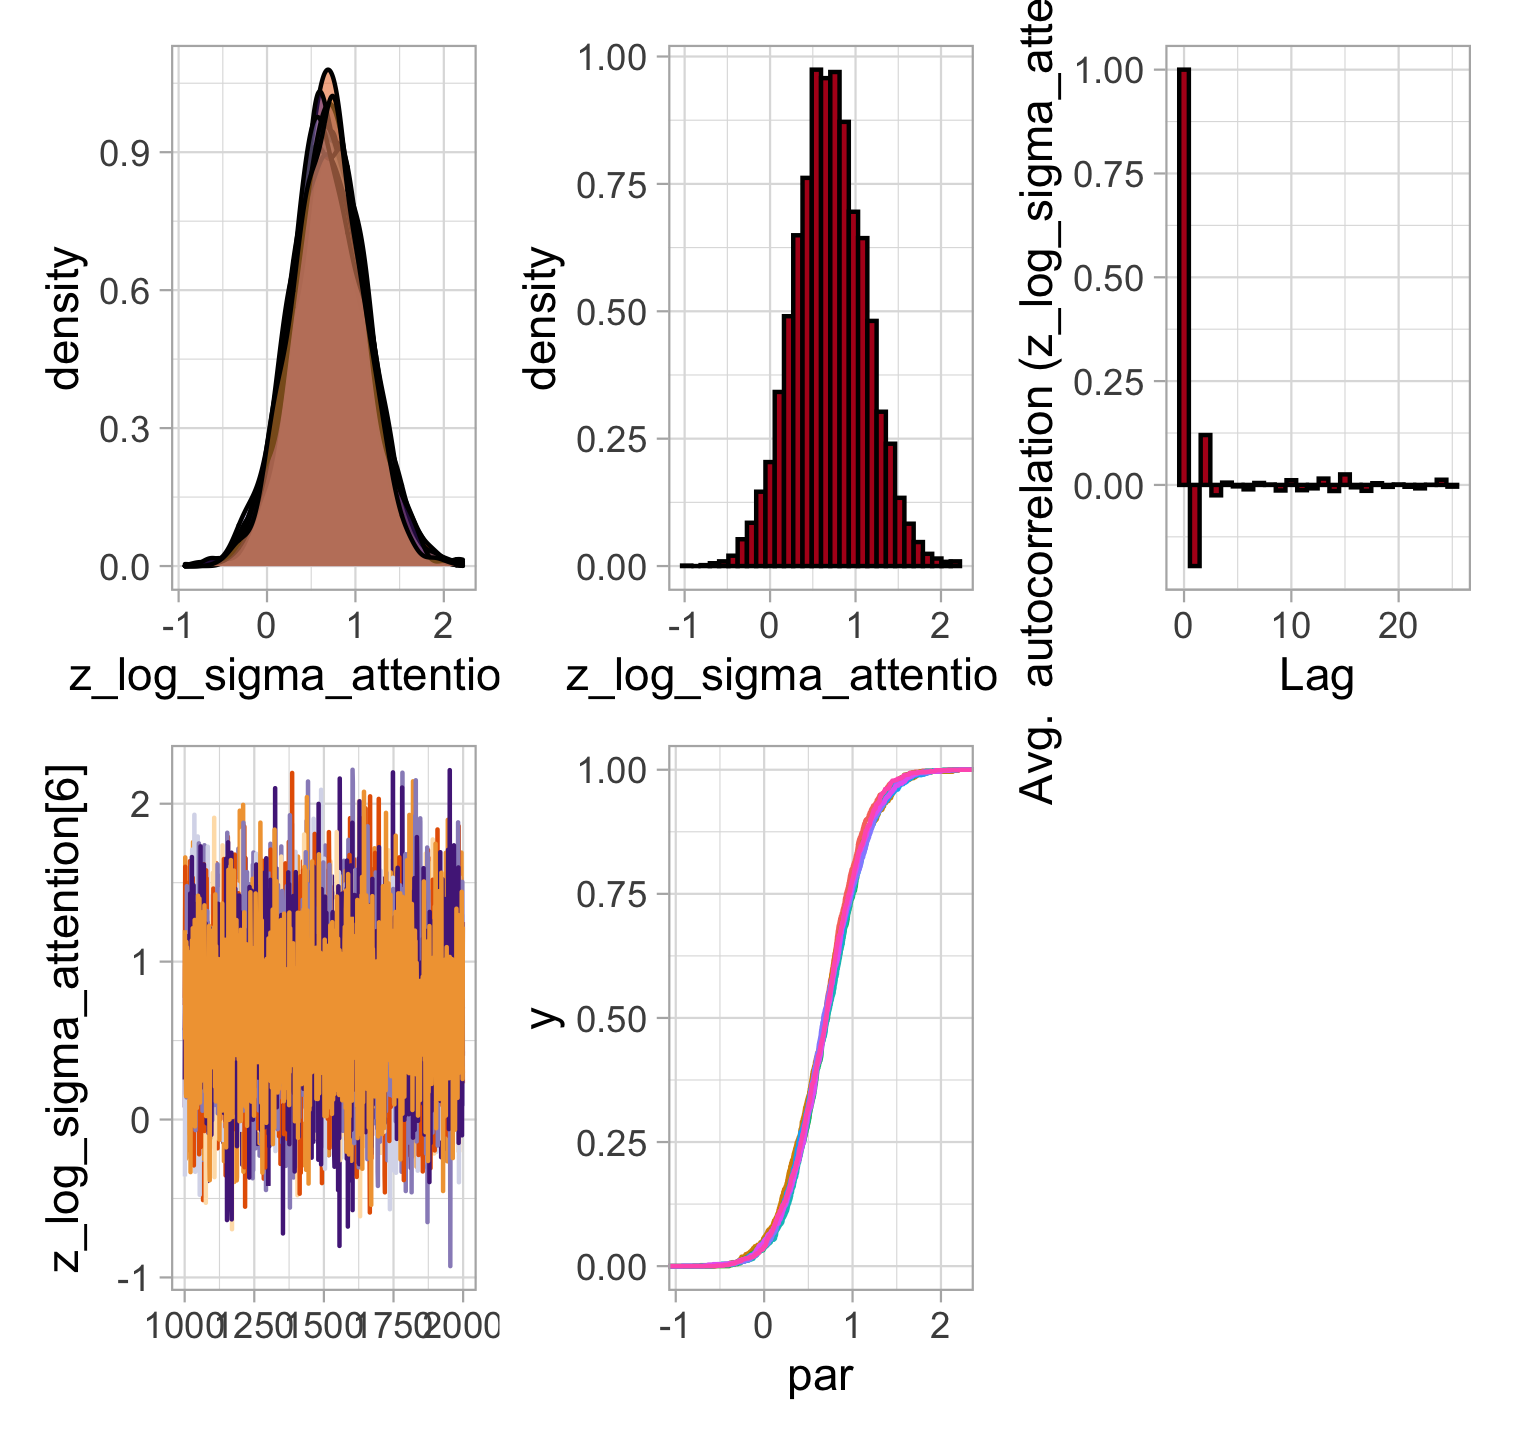 density
0.9
0.6
0.3
0.0
-1 0 1 2
z_log_sigma_attentio
density
1.00
0.75
0.50
0.25
0.00
-1 0 1 2
z_log_sigma_attentio
Avg. autocorrelation (z_log_sigma_atte
1.00
0.75
0.50
0.25
0.00
0 10 20
Lag
z_log_sigma_attention[6]
2
1
0
-1
1000 1250 1500 1750 2000
y
1.00
0.75
0.50
0.25
0.00
-1 0 1 2
par